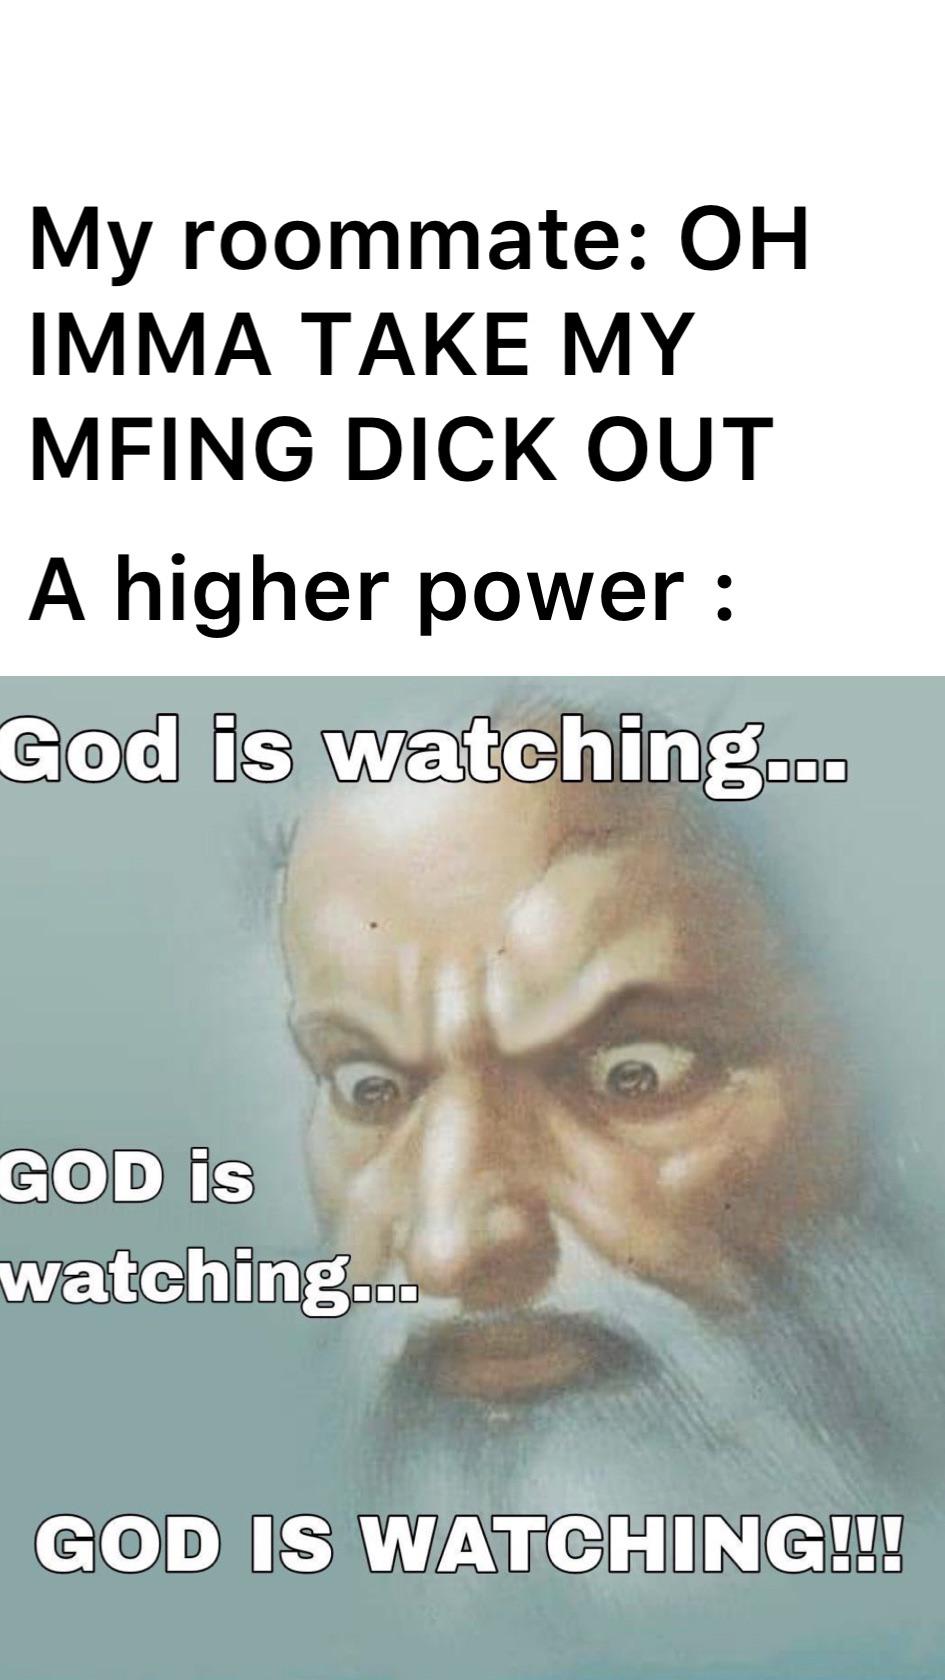 My roommate: OH
IMMA TAKE MY
MFING DICK OUT
A higher power :
God is watching...
GOD is
watching...
GOD IS WATCHING!!!